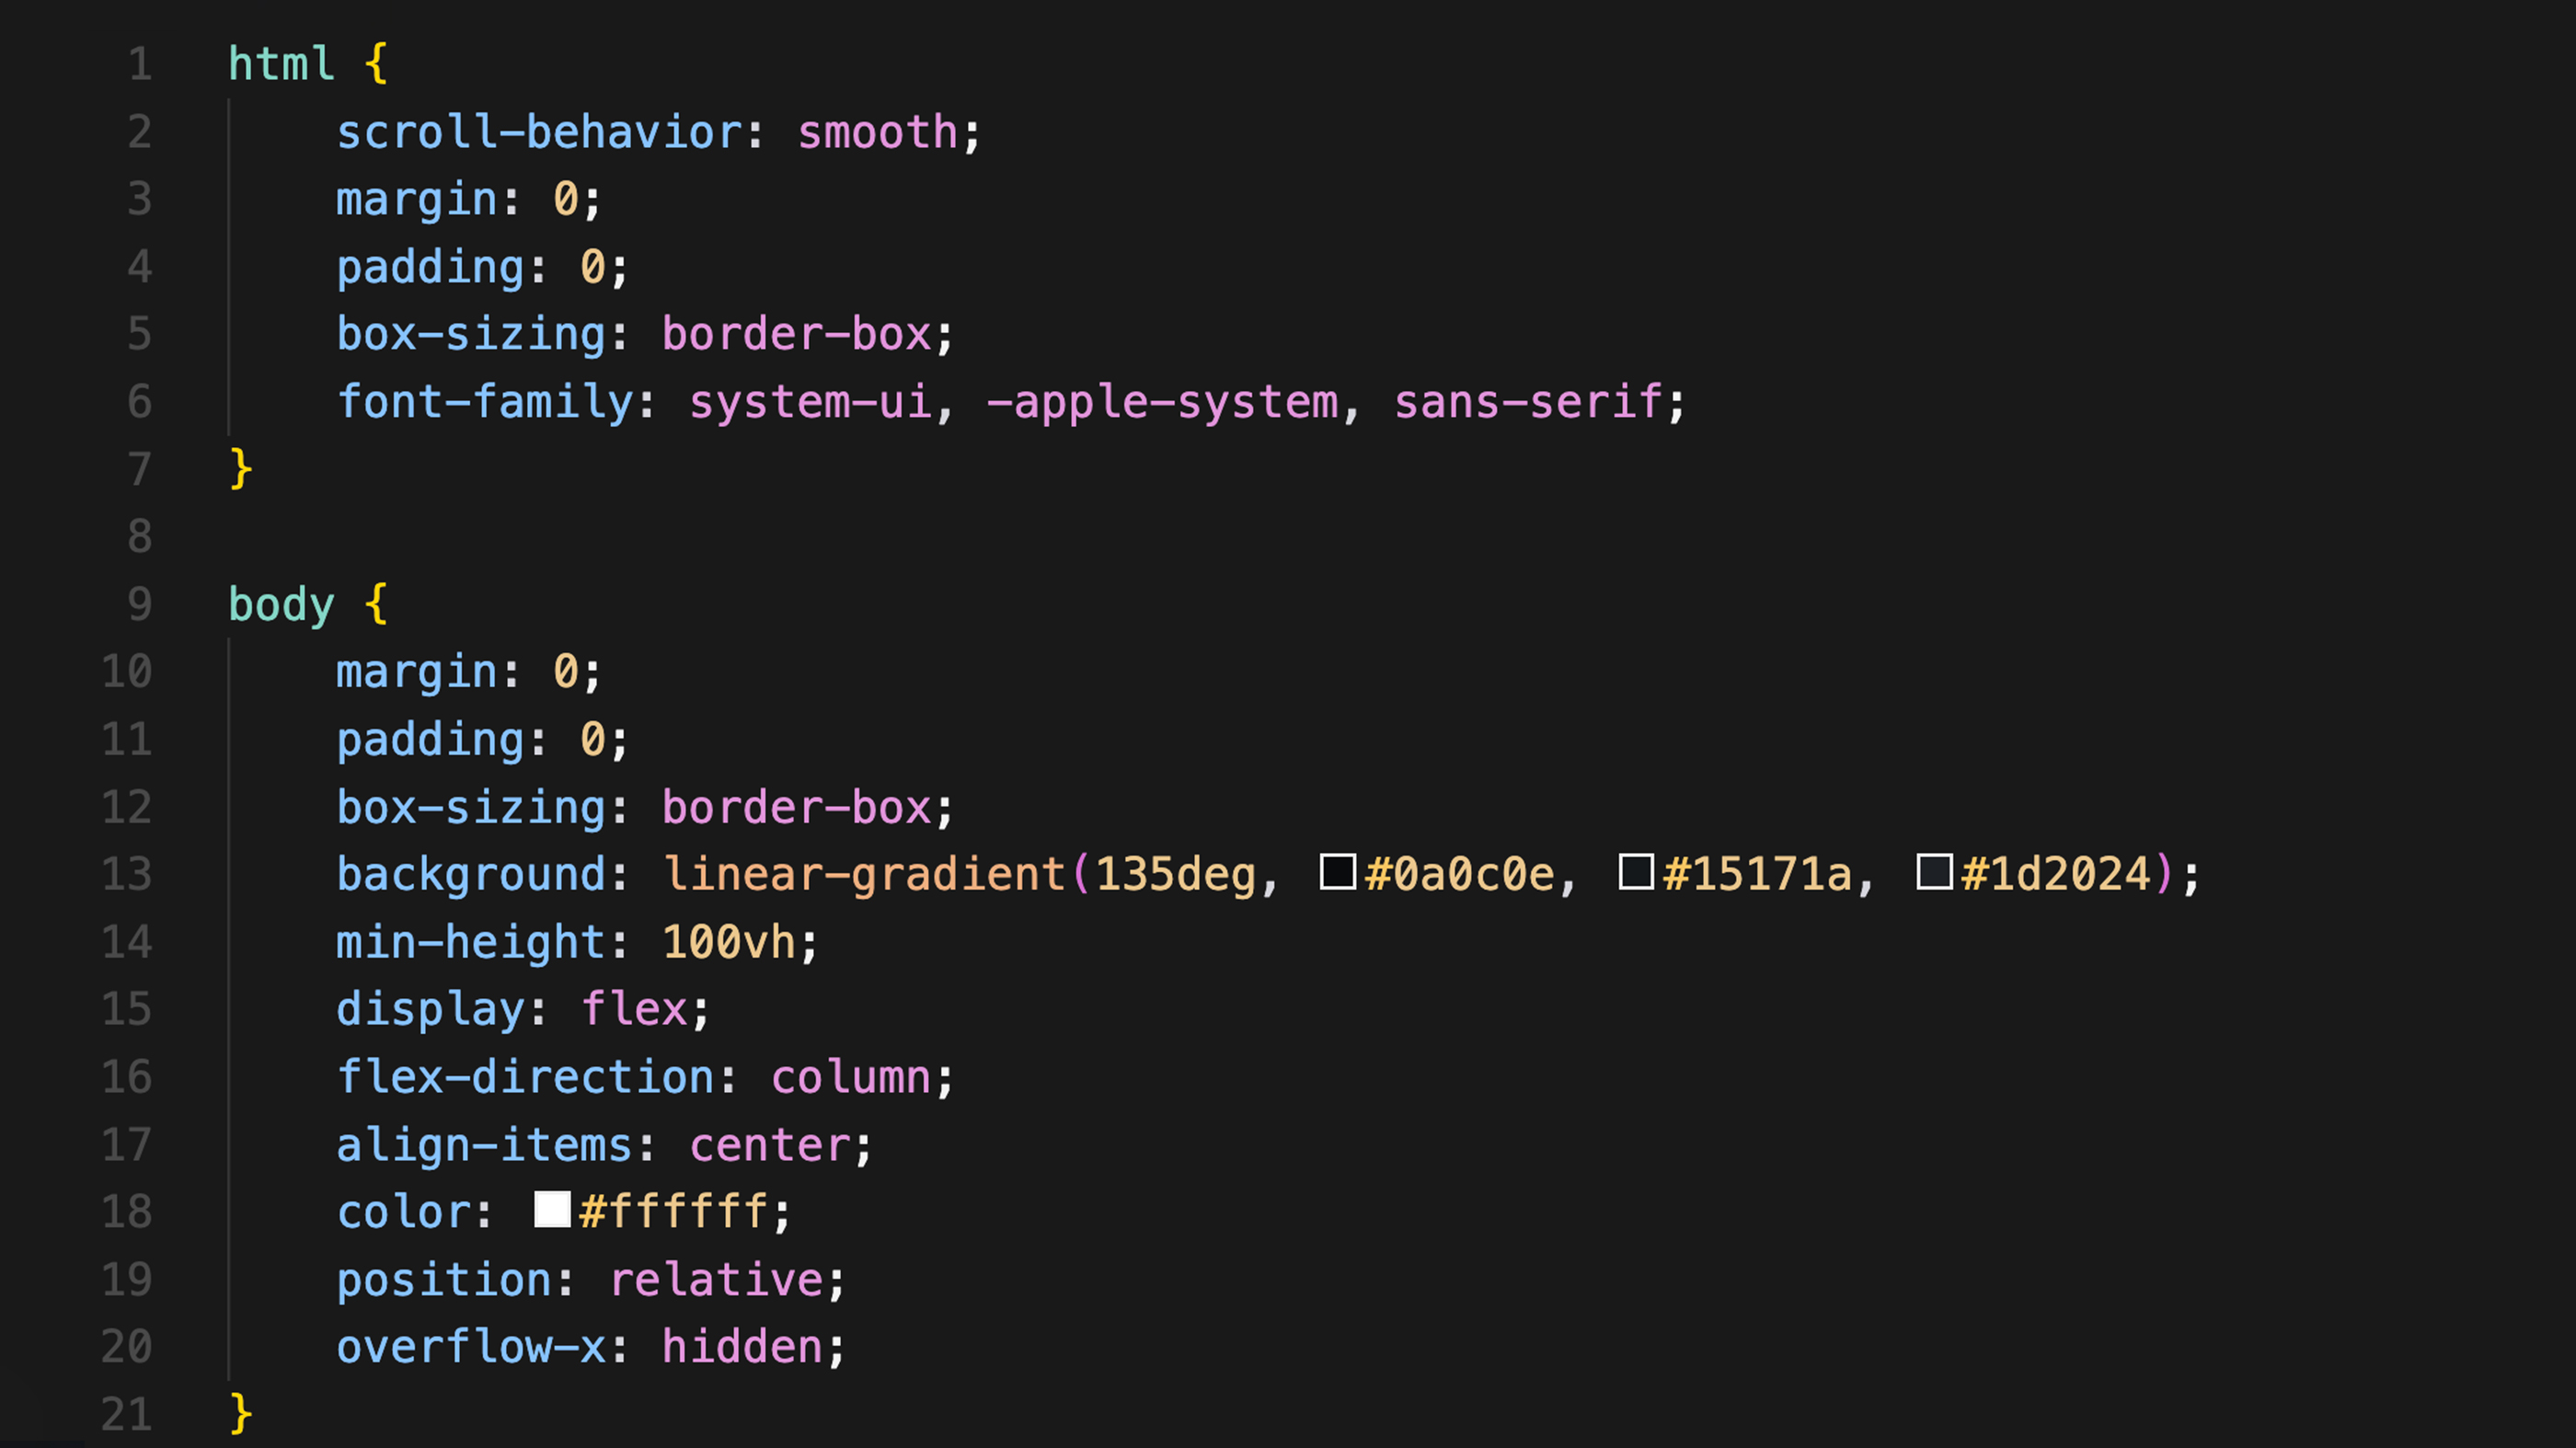 1 html {
2 scroll-behavior: smooth;
3 margin: 0;
4 padding: 0;
5 box-sizing: border-box;
6 font-family: system-ui, -apple-system, sans-serif;
7 }
8
9 body {
10 margin: 0;
11 padding: 0;
12 box-sizing: border-box;
13 background: linear-gradient(135deg, #0a0c0e, #15171a, #1d2024);
14 min-height: 100vh;
15 display: flex;
16 flex-direction: column;
17 align-items: center;
18 color: #ffffff;
19 position: relative;
20 overflow-x: hidden;
21 }